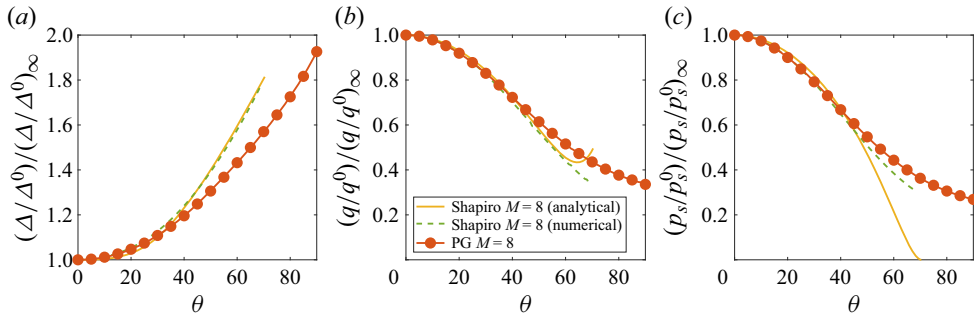 (a)
(b)
(c)
(Δ/Δ⁰)/(Δ/Δ⁰)∞
2.0
1.8
1.6
1.4
1.2
1.0
0
20
40
60
80
θ
(q/q⁰)/(q/q⁰)∞
1.0
0.8
0.6
0.4
0.2
0
20
40
60
80
θ
Shapiro M = 8 (analytical)
Shapiro M = 8 (numerical)
PG M = 8
(pₛ/pₛ⁰)/(pₛ/pₛ⁰)∞
1.0
0.8
0.6
0.4
0.2
0
20
40
60
80
θ